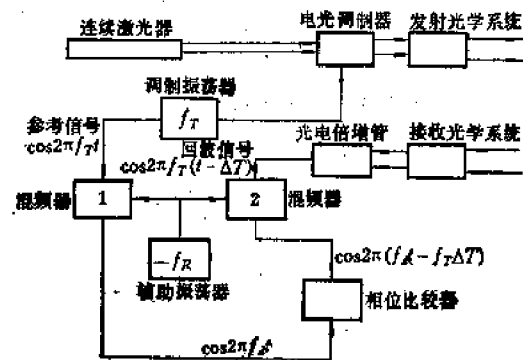 连续激光器
电光调制器
发射光学系统
调制振荡器
f_T
参考信号
cos2πf_Tt
回波信号
cos2πf_T(t-ΔT)
光电倍增管
接收光学系统
混频器
1
2
混频器
-f_R
辅助振荡器
cos2π(f_dt-f_TΔT)
相位比较器
cos2πf_dt